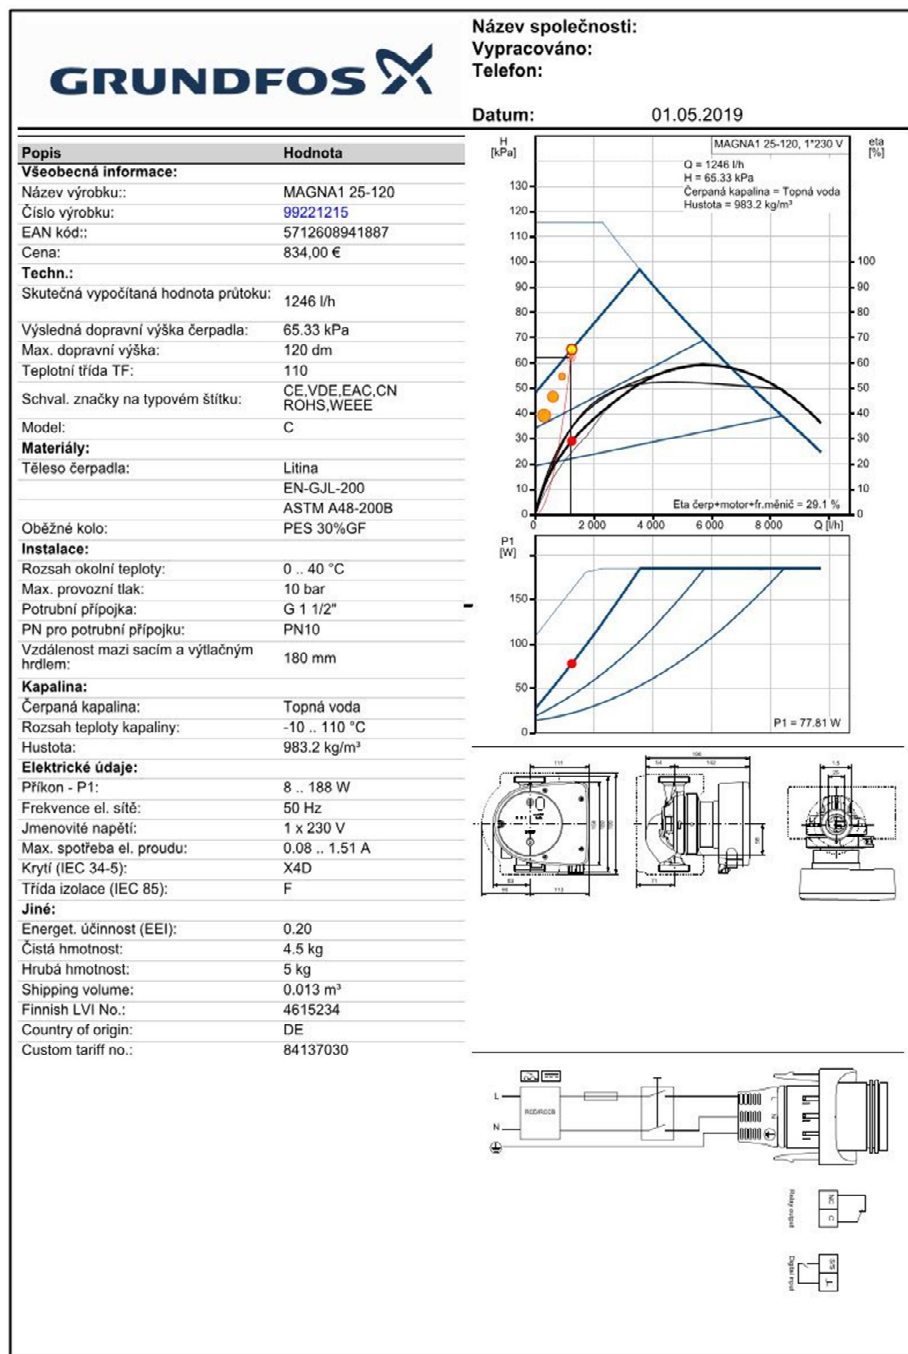 GRUNDFOS
Název společnosti:
Vypracováno:
Telefon:
Datum: 01.05.2019
Popis Hodnota
Všeobecná informace:
Název výrobku:: MAGNA1 25-120
Číslo výrobku: 99221215
EAN kód:: 5712608941887
Cena: 834,00 €
Techn.:
Skutečná vypočítaná hodnota průtoku: 1246 l/h
Výsledná dopravní výška čerpadla: 65.33 kPa
Max. dopravní výška: 120 dm
Teplotní třída TF: 110
Schval. značky na typovém štítku: CE,VDE,EAC,CN
ROHS,WEEE
Model: C
Materiály:
Těleso čerpadla: Litina
EN-GJL-200
ASTM A48-200B
Oběžné kolo: PES 30%GF
Instalace:
Rozsah okolní teploty: 0 .. 40 °C
Max. provozní tlak: 10 bar
Potrubní přípojka: G 1 1/2"
PN pro potrubní přípojku: PN10
Vzdálenost mazi sacím a výtlačným
hrdlem: 180 mm
Kapalina:
Čerpaná kapalina: Topná voda
Rozsah teploty kapaliny: -10 .. 110 °C
Hustota: 983.2 kg/m³
Elektrické údaje:
Příkon - P1: 8 .. 188 W
Frekvence el. sítě: 50 Hz
Jmenovité napětí: 1 x 230 V
Max. spotřeba el. proudu: 0.08 .. 1.51 A
Krytí (IEC 34-5): X4D
Třída izolace (IEC 85): F
Jiné:
Energet. účinnost (EEI): 0.20
Čistá hmotnost: 4.5 kg
Hrubá hmotnost: 5 kg
Shipping volume: 0.013 m³
Finnish LVI No.: 4615234
Country of origin: DE
Custom tariff no.: 84137030
H
[kPa]
MAGNA1 25-120, 1*230 V
eta
[%]
Q = 1246 l/h
H = 65.33 kPa
Čerpaná kapalina = Topná voda
Hustota = 983.2 kg/m³
130
120
110
100 100
90 90
80 80
70 70
60 60
50 50
40 40
30 30
20 20
10 10
0 0
Eta čerp+motor+fr.měnič = 29.1 %
0 2 000 4 000 6 000 8 000 Q [l/h]
P1
[W]
150
100
50
0
P1 = 77.81 W
L
N
RCD/RCCB
L
N
NC
C
Relay output
S/S
Digital input